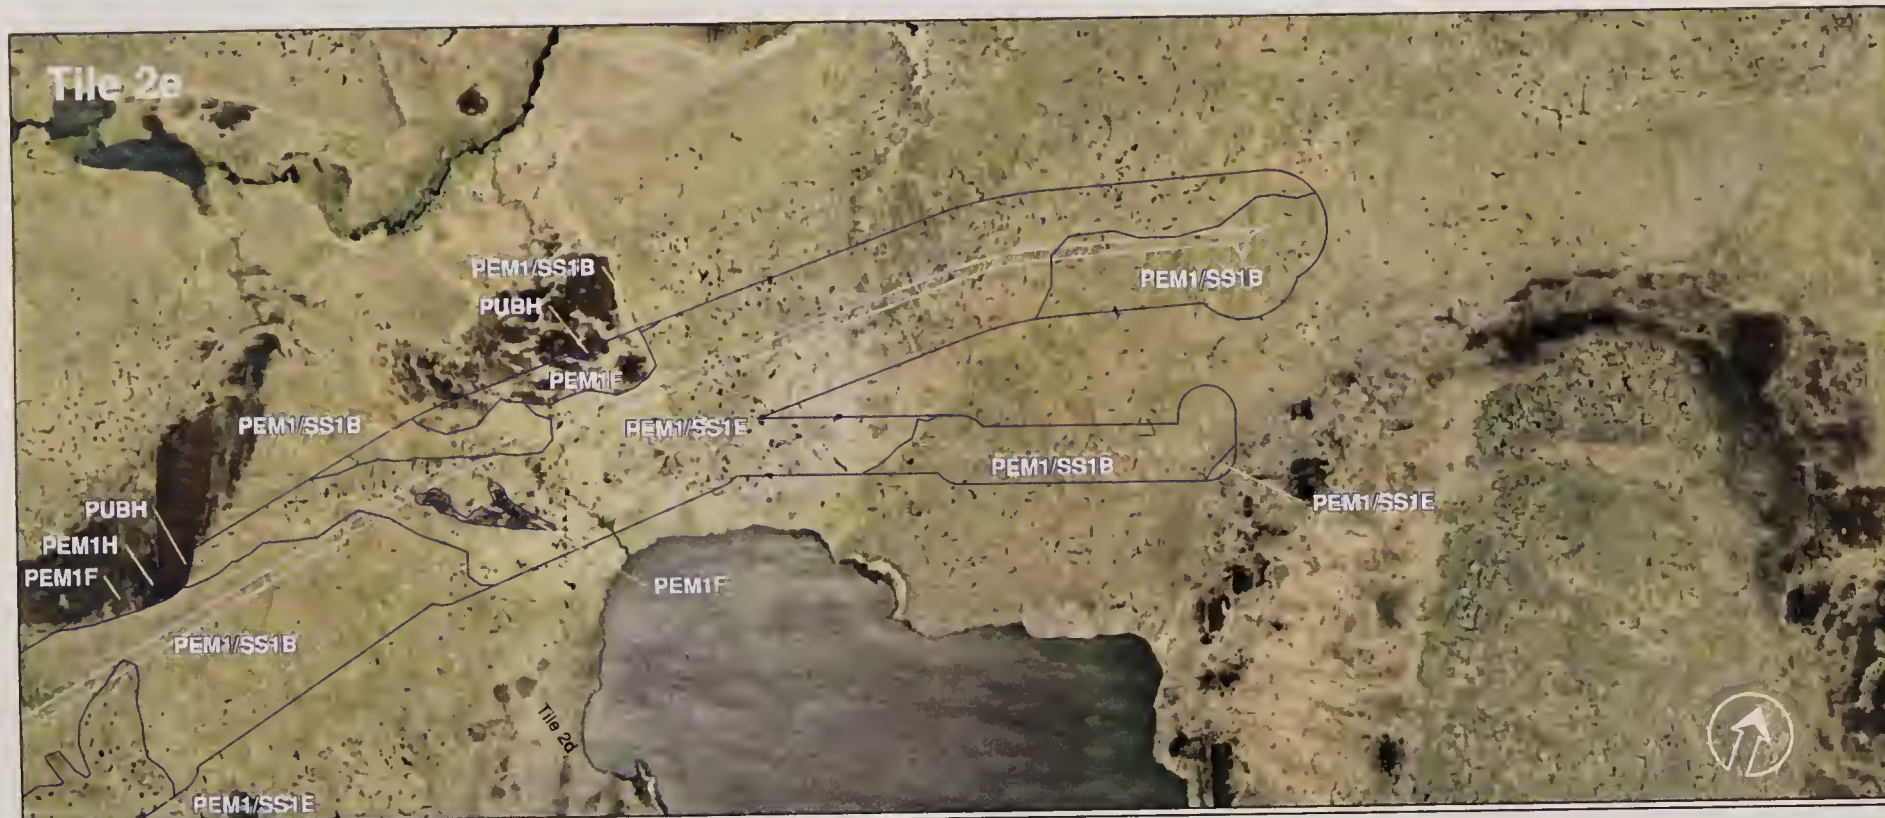 Tile 2e
PEM1/SS1B
PUBH
PEM1/SS1B
PEM1F
PEM1/SS1B
PEM1/SS1E
PEM1/SS1B
PUBH
PEM1/SS1E
PEM1H
PEM1F
PEM1F
PEM1/SS1B
Tile 2d
PEM1/SS1E